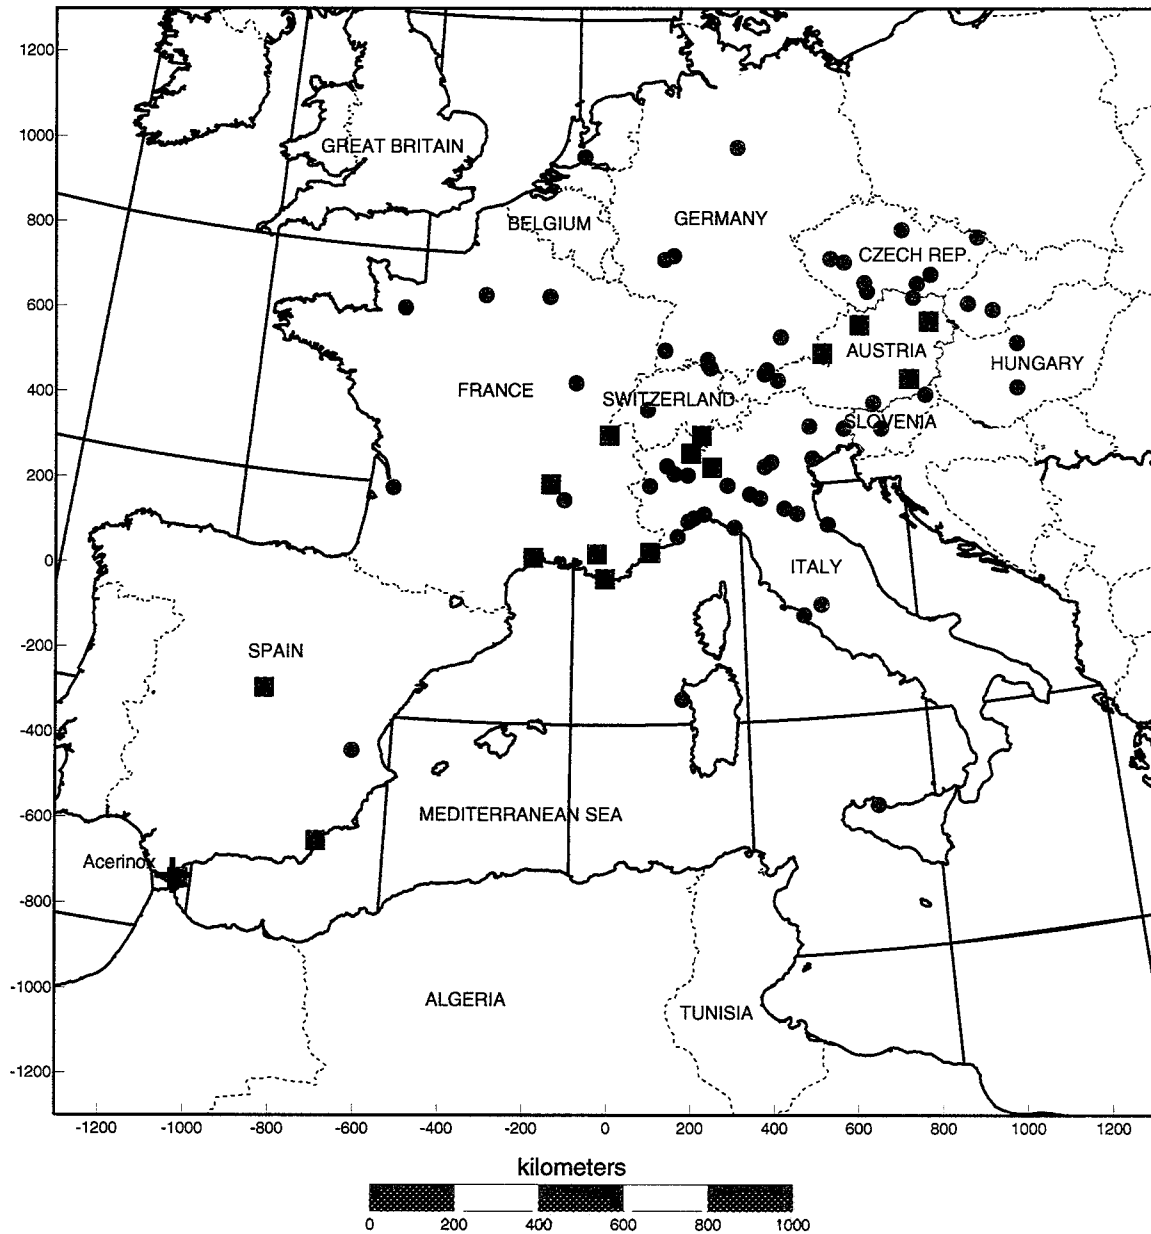 1200
1000
GREAT BRITAIN
800
BELGIUM
GERMANY
CZECH REP.
600
AUSTRIA
HUNGARY
400
FRANCE
SWITZERLAND
SLOVENIA
200
0
ITALY
-200
SPAIN
-400
-600
MEDITERRANEAN SEA
Acerinox
-800
-1000
ALGERIA
TUNISIA
-1200
-1200 -1000 -800 -600 -400 -200 0 200 400 600 800 1000 1200
kilometers
0 200 400 600 800 1000